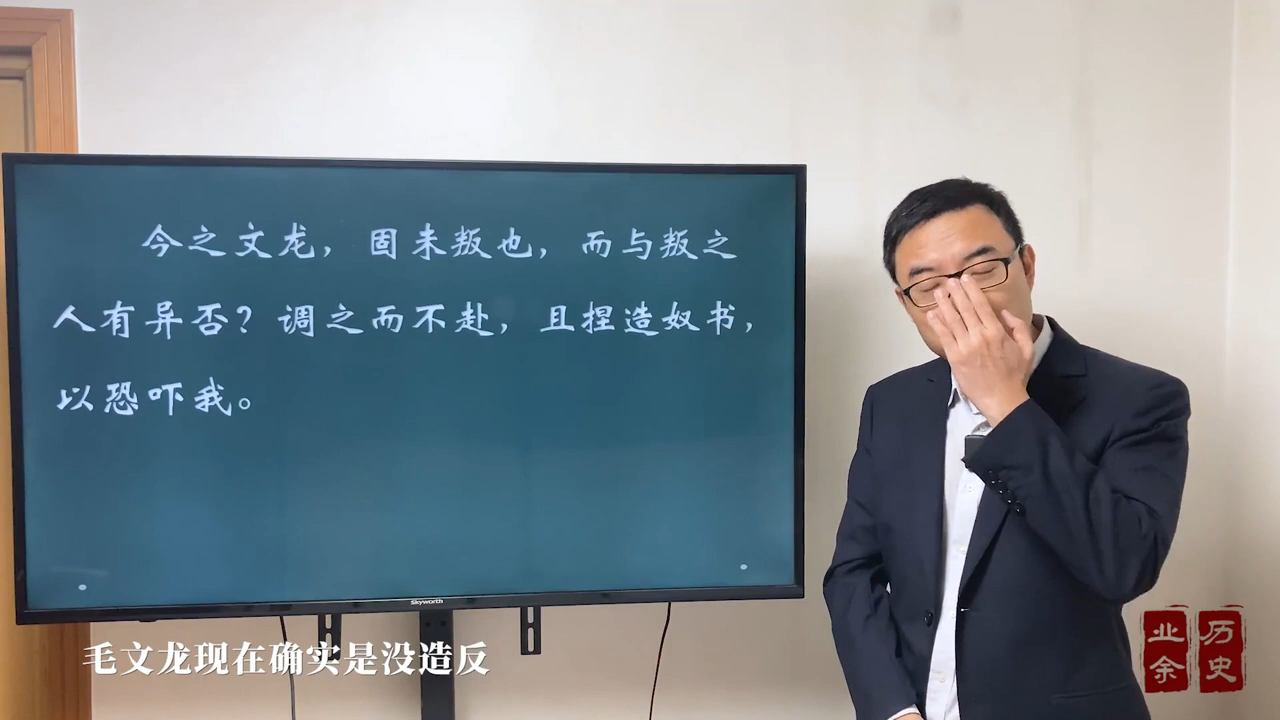 今之文龙，固未叛也，而与叛之
人有异否？调之而不赴，且捏造奴书，
以恐吓我。
Skyworth
毛文龙现在确实是没造反
业余
历史